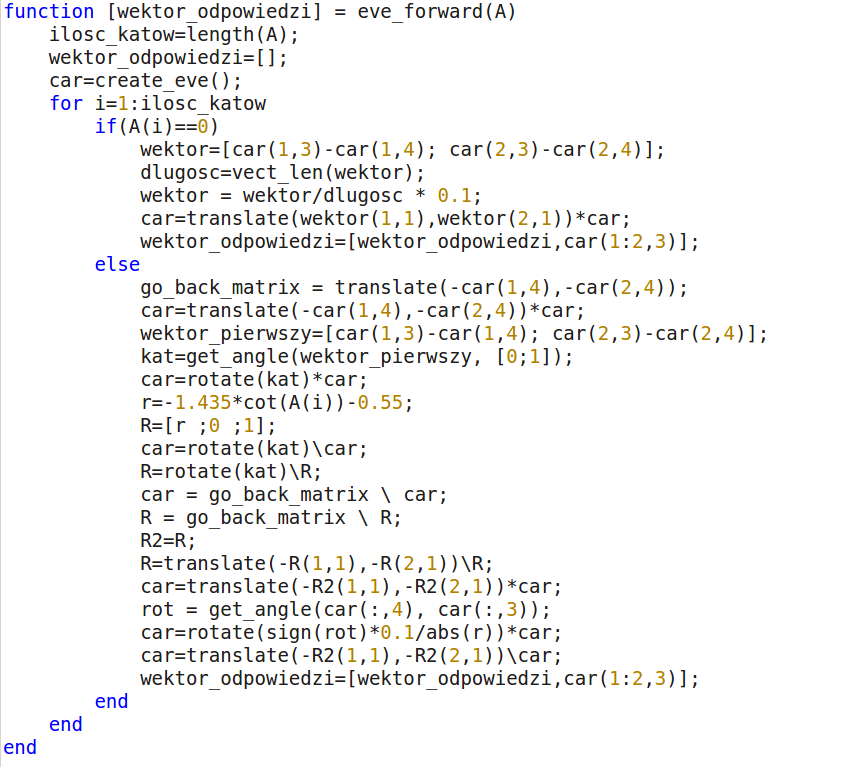 function [wektor_odpowiedzi] = eve_forward(A)
    ilosc_katow=length(A);
    wektor_odpowiedzi=[];
    car=create_eve();
    for i=1:ilosc_katow
        if(A(i)==0)
            wektor=[car(1,3)-car(1,4); car(2,3)-car(2,4)];
            dlugosc=vect_len(wektor);
            wektor = wektor/dlugosc * 0.1;
            car=translate(wektor(1,1),wektor(2,1))*car;
            wektor_odpowiedzi=[wektor_odpowiedzi,car(1:2,3)];
        else
            go_back_matrix = translate(-car(1,4),-car(2,4));
            car=translate(-car(1,4),-car(2,4))*car;
            wektor_pierwszy=[car(1,3)-car(1,4); car(2,3)-car(2,4)];
            kat=get_angle(wektor_pierwszy, [0;1]);
            car=rotate(kat)*car;
            r=-1.435*cot(A(i))-0.55;
            R=[r ;0 ;1];
            car=rotate(kat)\car;
            R=rotate(kat)\R;
            car = go_back_matrix \ car;
            R = go_back_matrix \ R;
            R2=R;
            R=translate(-R(1,1),-R(2,1))\R;
            car=translate(-R2(1,1),-R2(2,1))*car;
            rot = get_angle(car(:,4), car(:,3));
            car=rotate(sign(rot)*0.1/abs(r))*car;
            car=translate(-R2(1,1),-R2(2,1))\car;
            wektor_odpowiedzi=[wektor_odpowiedzi,car(1:2,3)];
        end
    end
end